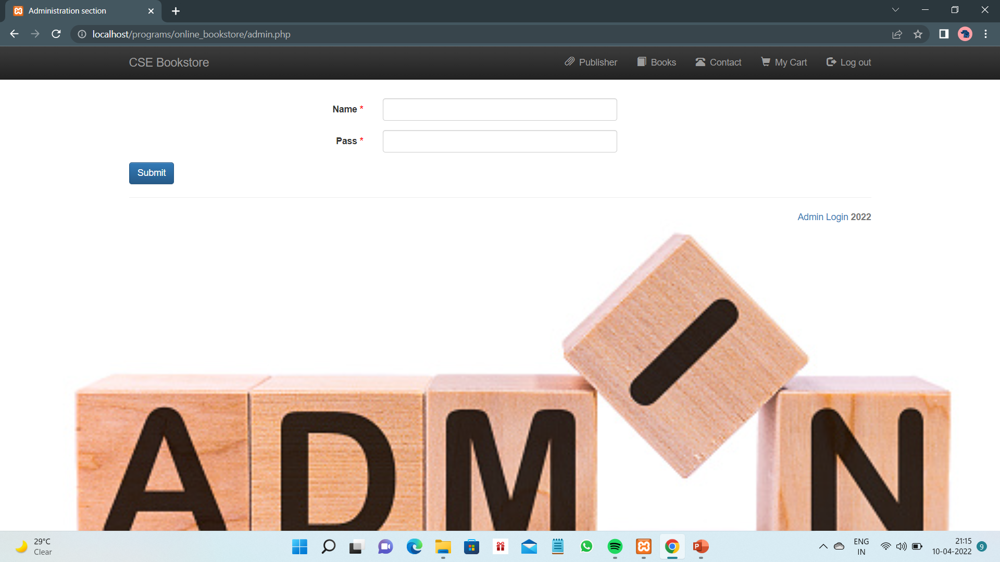 Administration section
localhost/programs/online_bookstore/admin.php
CSE Bookstore
Publisher
Books
Contact
My Cart
Log out
Name *
Pass *
Submit
Admin Login 2022
ADMIN
29°C
Clear
P
ENG
IN
21:15
10-04-2022
9